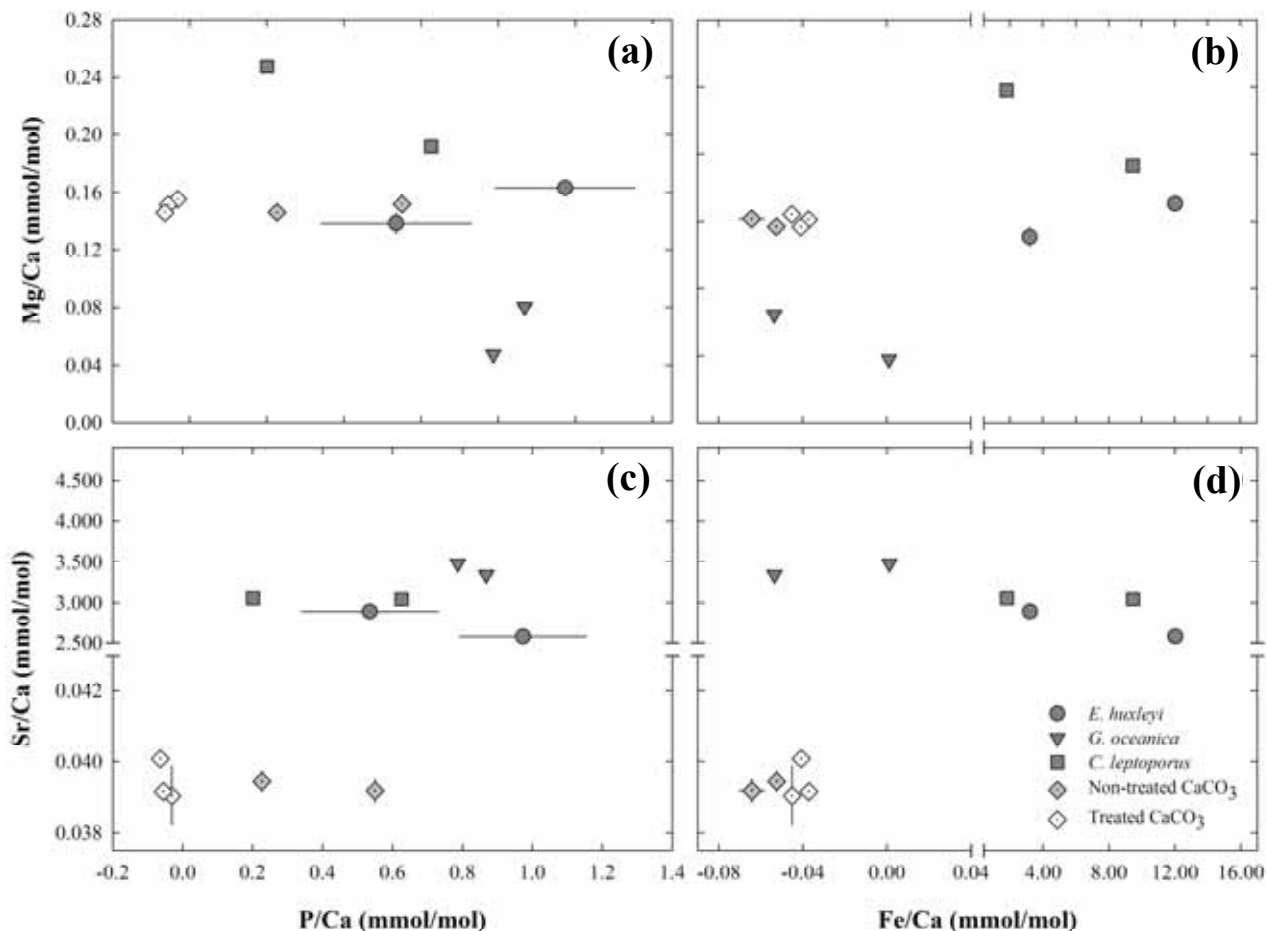 (a)
0.28
0.24
0.20
0.16
0.12
0.08
0.04
0.00
Mg/Ca (mmol/mol)
(b)
(c)
4.500
4.000
3.500
3.000
2.500
0.042
0.040
0.038
Sr/Ca (mmol/mol)
-0.2 0.0 0.2 0.4 0.6 0.8 1.0 1.2 1.4
P/Ca (mmol/mol)
(d)
E. huxleyi
G. oceanica
C. leptoporus
Non-treated CaCO₃
Treated CaCO₃
-0.08 -0.04 0.00 0.04 4.00 8.00 12.00 16.00
Fe/Ca (mmol/mol)